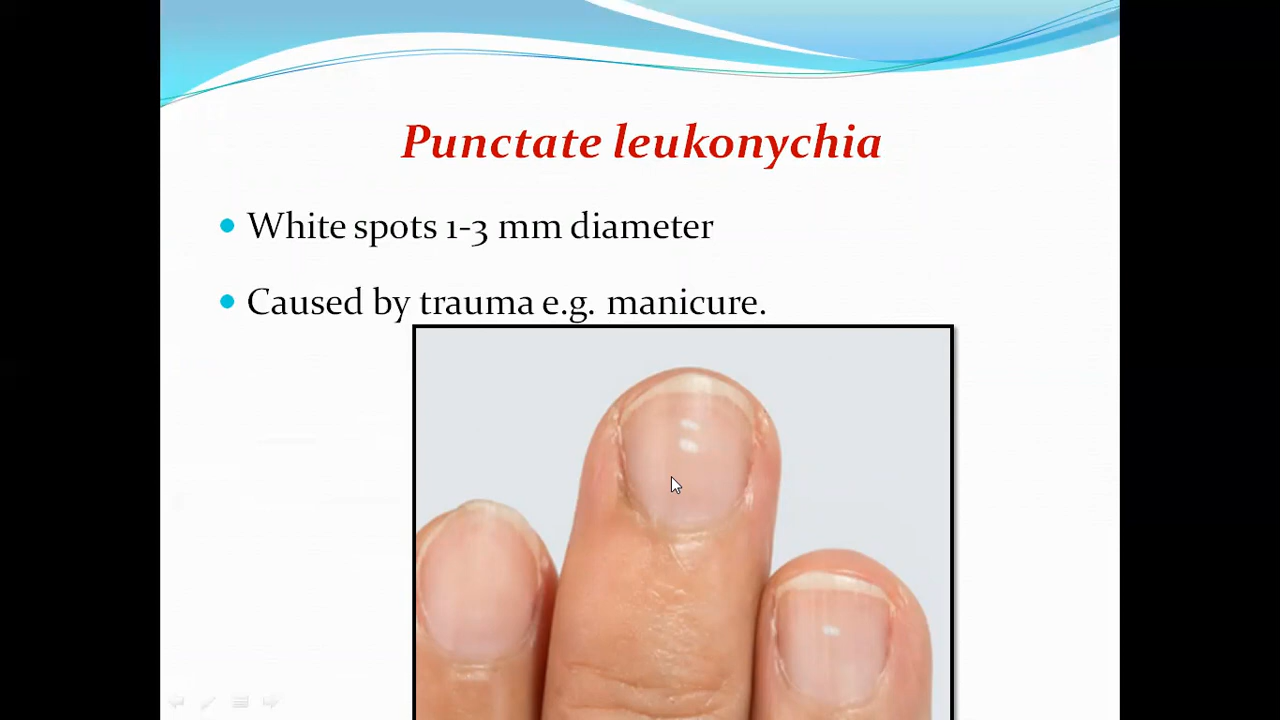 Punctate leukonychia
White spots 1-3 mm diameter
Caused by trauma e.g. manicure.